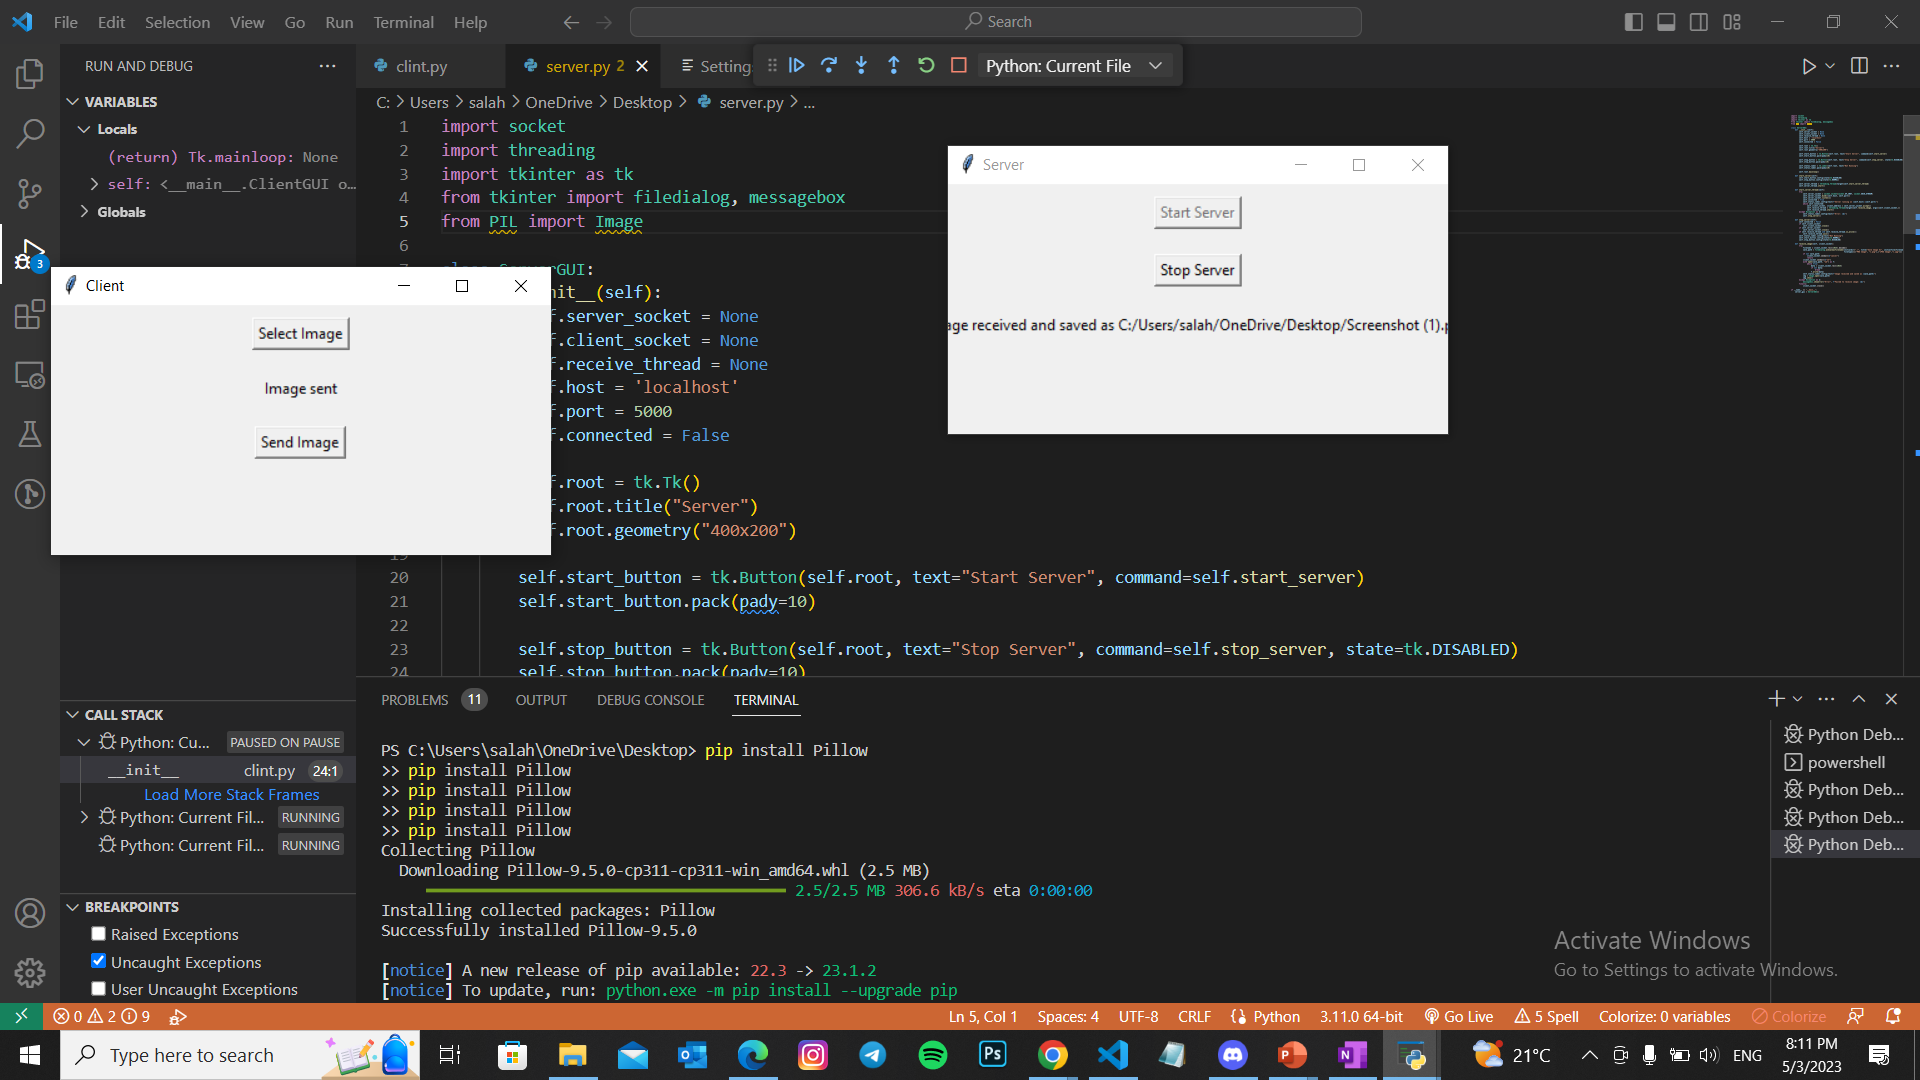 File Edit Selection View Go Run Terminal Help
Search
RUN AND DEBUG
clint.py
server.py 2
Setting
Python: Current File
VARIABLES
Locals
(return) Tk.mainloop: None
self: <__main__.ClientGUI o...
Globals
C: > Users > salah > OneDrive > Desktop > server.py > ...
1 import socket
2 import threading
3 import tkinter as tk
4 from tkinter import filedialog, messagebox
5 from PIL import Image
6
GUI:
nit__(self):
f.server_socket = None
f.client_socket = None
f.receive_thread = None
f.host = 'localhost'
f.port = 5000
f.connected = False
f.root = tk.Tk()
f.root.title("Server")
f.root.geometry("400x200")
20 self.start_button = tk.Button(self.root, text="Start Server", command=self.start_server)
21 self.start_button.pack(pady=10)
22
23 self.stop_button = tk.Button(self.root, text="Stop Server", command=self.stop_server, state=tk.DISABLED)
24 self.stop_button.pack(pady=10)
Client
Select Image
Image sent
Send Image
Server
Start Server
Stop Server
age received and saved as C:/Users/salah/OneDrive/Desktop/Screenshot (1).p
CALL STACK
Python: Cu... PAUSED ON PAUSE
__init__ clint.py 24:1
Load More Stack Frames
Python: Current Fil... RUNNING
Python: Current Fil... RUNNING
BREAKPOINTS
Raised Exceptions
Uncaught Exceptions
User Uncaught Exceptions
PROBLEMS 11 OUTPUT DEBUG CONSOLE TERMINAL
PS C:\Users\salah\OneDrive\Desktop> pip install Pillow
>> pip install Pillow
>> pip install Pillow
>> pip install Pillow
>> pip install Pillow
Collecting Pillow
Downloading Pillow-9.5.0-cp311-cp311-win_amd64.whl (2.5 MB)
2.5/2.5 MB 306.6 kB/s eta 0:00:00
Installing collected packages: Pillow
Successfully installed Pillow-9.5.0
[notice] A new release of pip available: 22.3 -> 23.1.2
[notice] To update, run: python.exe -m pip install --upgrade pip
Python Deb...
powershell
Python Deb...
Python Deb...
Python Deb...
Activate Windows
Go to Settings to activate Windows.
3
0 2 9
Ln 5, Col 1 Spaces: 4 UTF-8 CRLF Python 3.11.0 64-bit Go Live 5 Spell Colorize: 0 variables Colorize
Type here to search
Ps
21°C
ENG
8:11 PM
5/3/2023